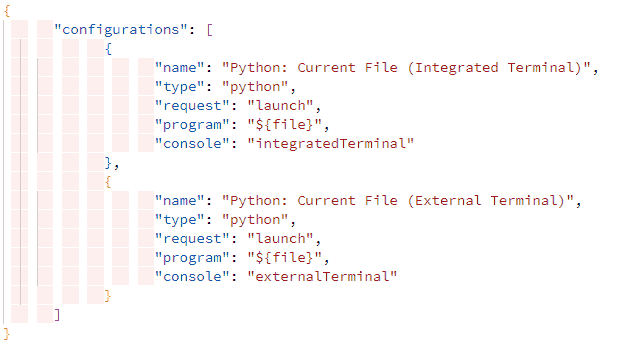 {
      "configurations": [
            {
                  "name": "Python: Current File (Integrated Terminal)",
                  "type": "python",
                  "request": "launch",
                  "program": "${file}",
                  "console": "integratedTerminal"
            },
            {
                  "name": "Python: Current File (External Terminal)",
                  "type": "python",
                  "request": "launch",
                  "program": "${file}",
                  "console": "externalTerminal"
            }
      ]
}